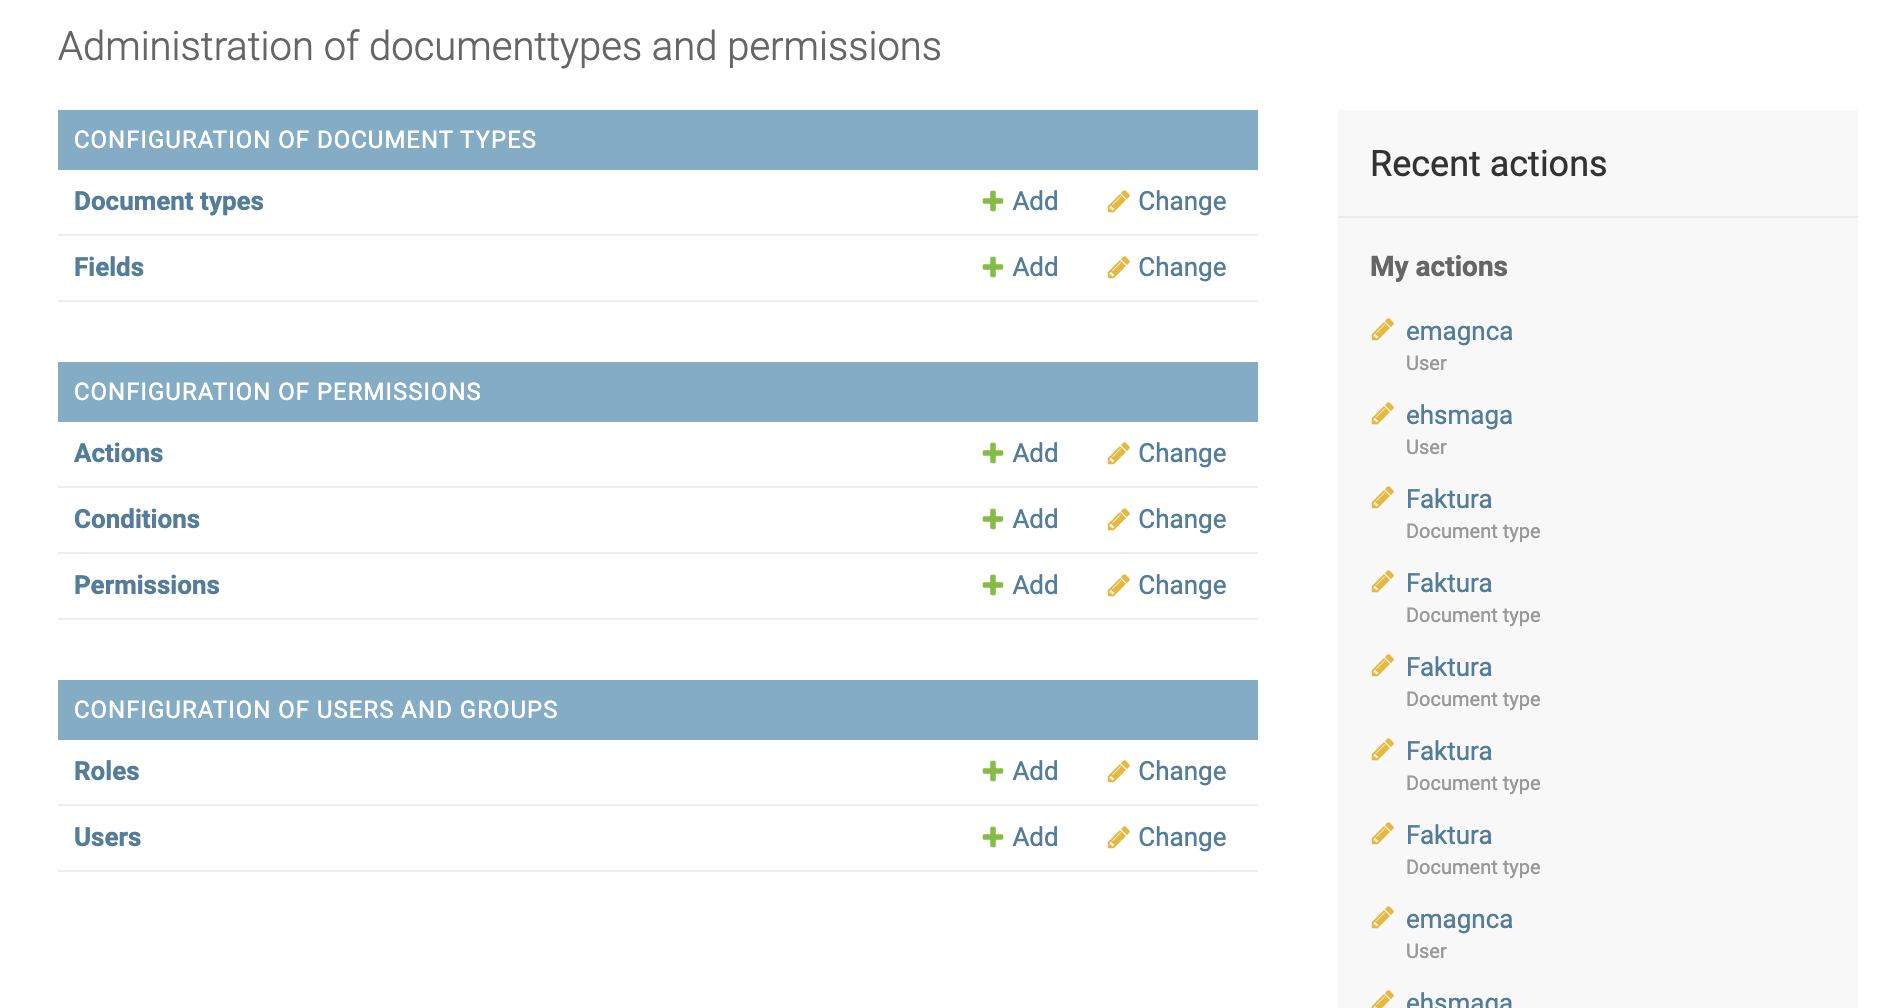 Administration of documenttypes and permissions
CONFIGURATION OF DOCUMENT TYPES
Document types Add Change
Fields Add Change
CONFIGURATION OF PERMISSIONS
Actions Add Change
Conditions Add Change
Permissions Add Change
CONFIGURATION OF USERS AND GROUPS
Roles Add Change
Users Add Change
Recent actions
My actions
emagnca
User
ehsmaga
User
Faktura
Document type
Faktura
Document type
Faktura
Document type
Faktura
Document type
Faktura
Document type
emagnca
User
ehsmaga